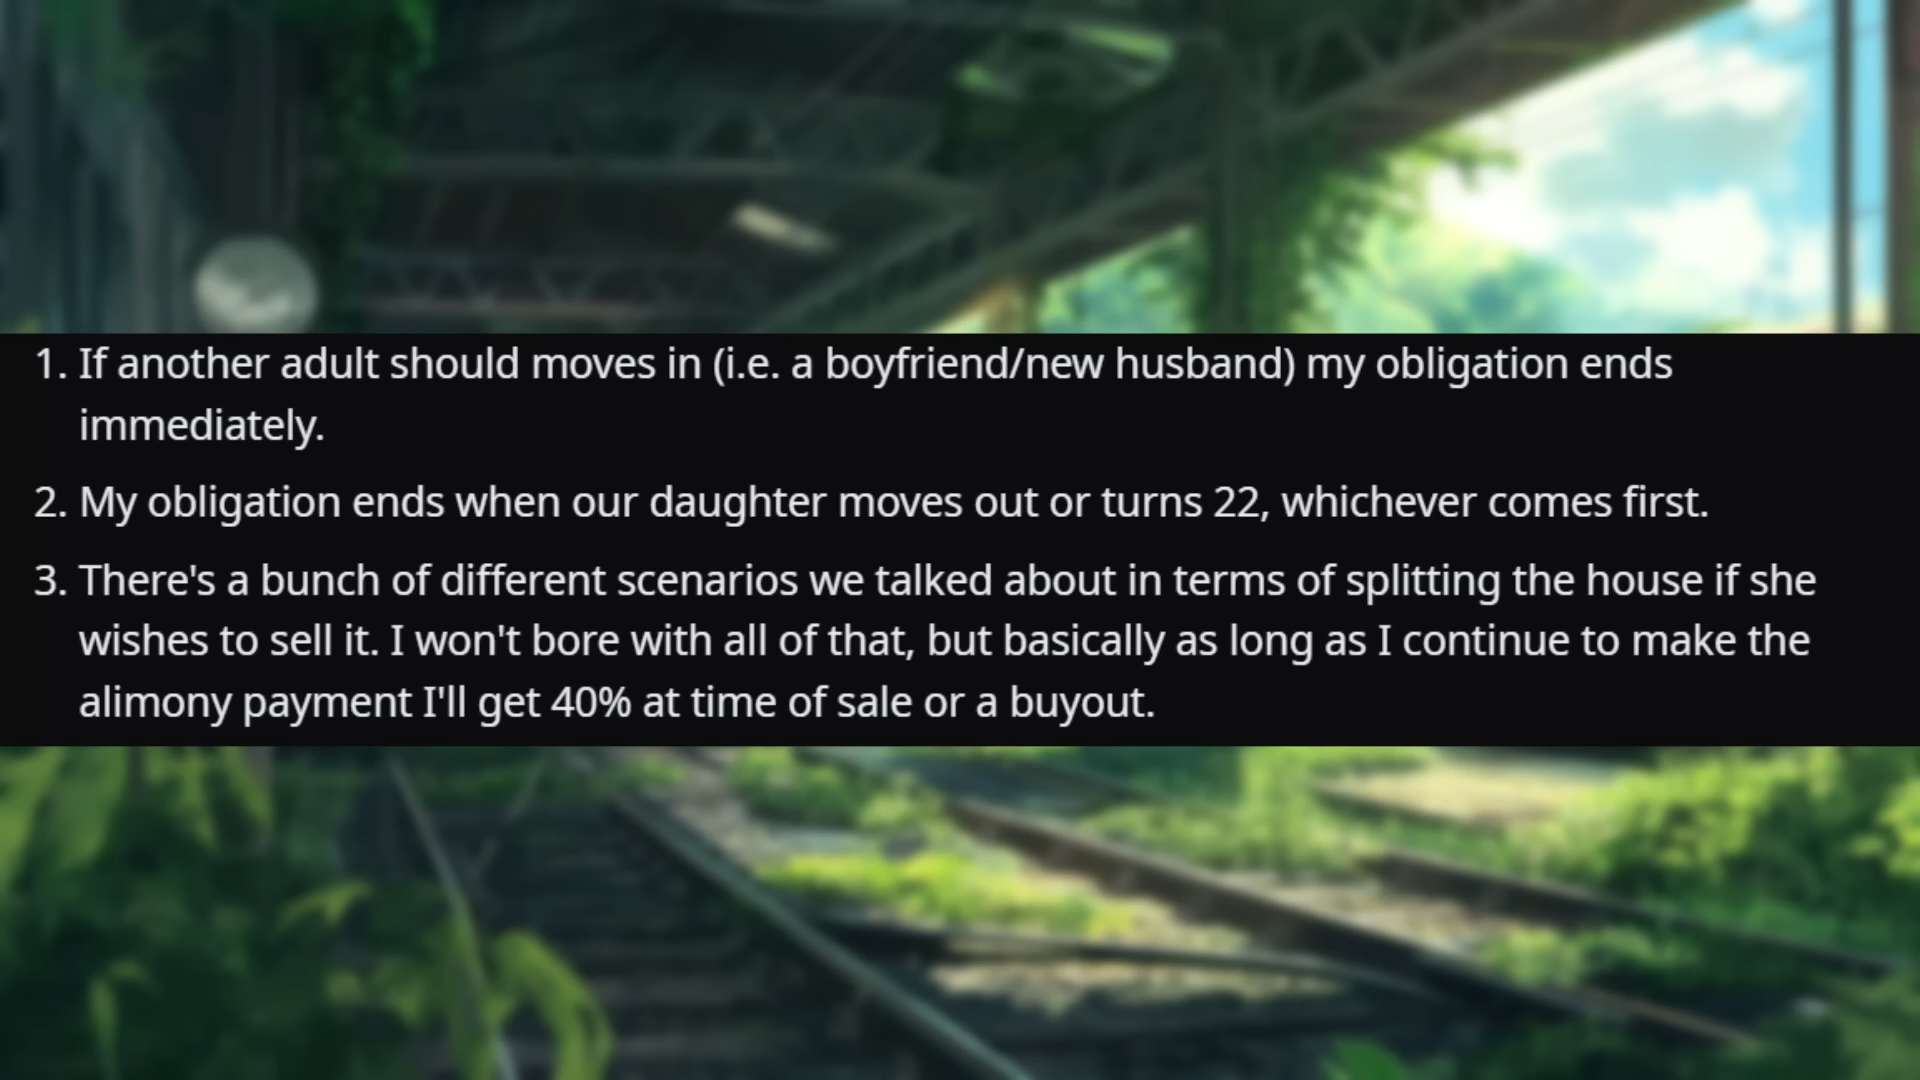 1. If another adult should moves in (i.e. a boyfriend/new husband) my obligation ends
immediately.
2. My obligation ends when our daughter moves out or turns 22, whichever comes first.
3. There's a bunch of different scenarios we talked about in terms of splitting the house if she
wishes to sell it. I won't bore with all of that, but basically as long as I continue to make the
alimony payment I'll get 40% at time of sale or a buyout.